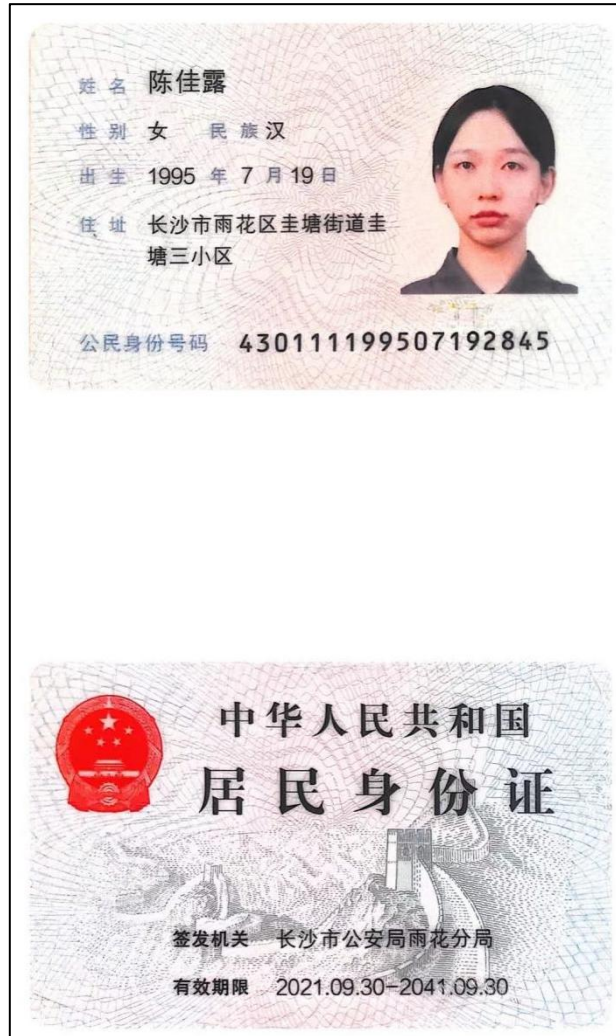 姓名 陈佳露
性别 女 民族 汉
出生 1995 年 7 月 19 日
住址 长沙市雨花区圭塘街道圭
塘三小区
公民身份号码 430111199507192845
中华人民共和国
居民身份证
签发机关 长沙市公安局雨花分局
有效期限 2021.09.30-2041.09.30